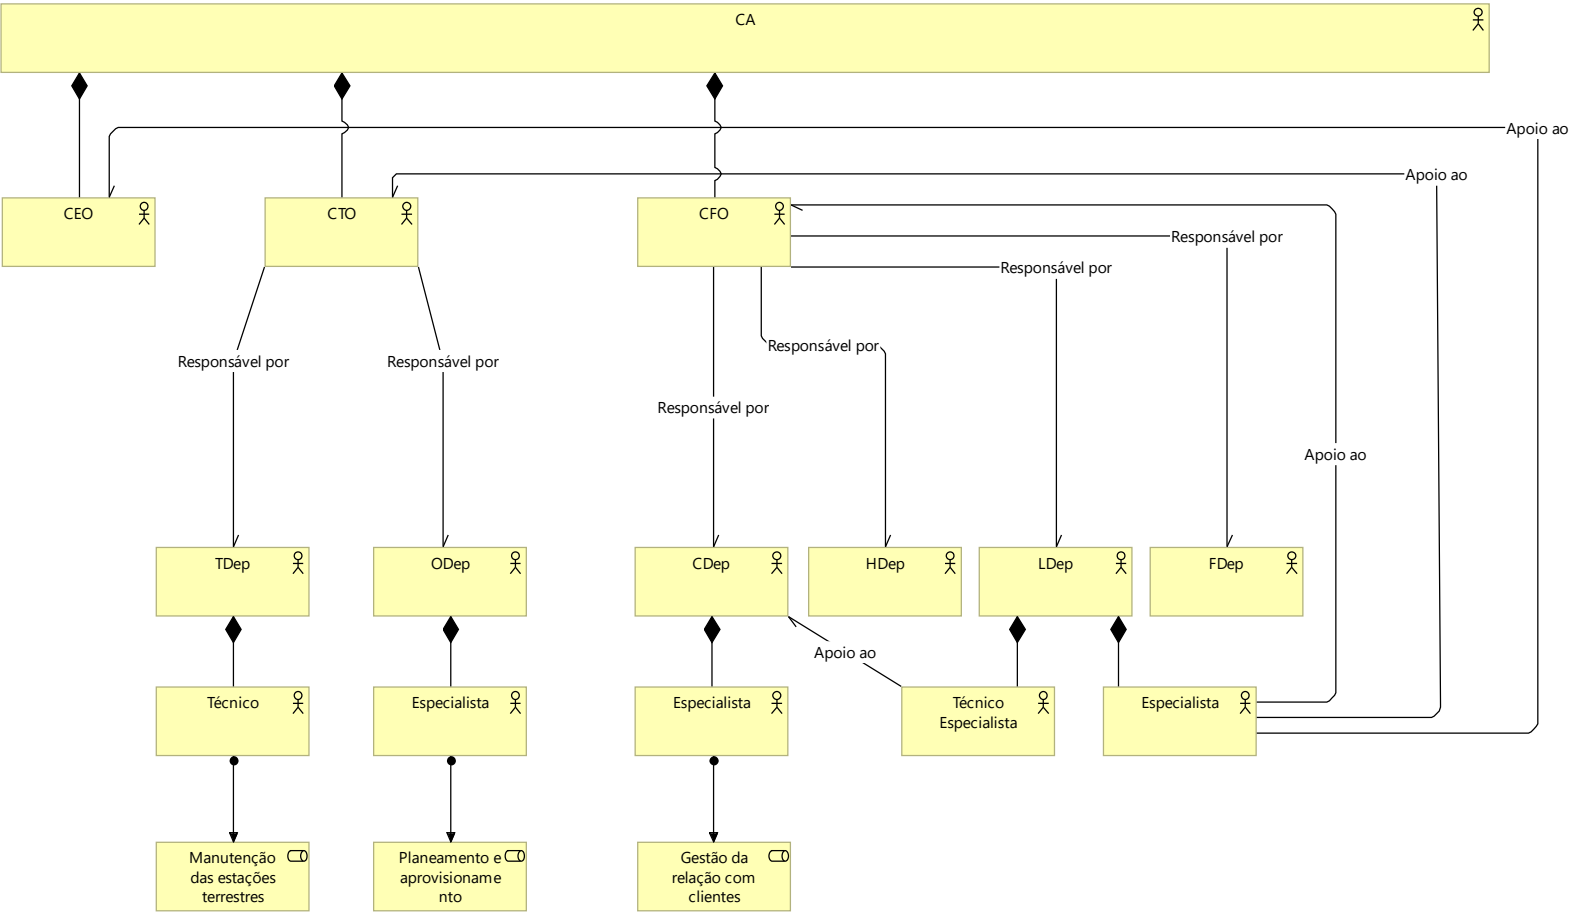 CA
Apoio ao
Apoio ao
CEO
CTO
CFO
Responsável por
Responsável por
Responsável por
Responsável por
Responsável por
Responsável por
Apoio ao
TDep
ODep
CDep
HDep
LDep
FDep
Apoio ao
Técnico
Especialista
Especialista
Técnico
Especialista
Especialista
Manutenção
das estações
terrestres
Planeamento e
aprovisioname
nto
Gestão da
relação com
clientes